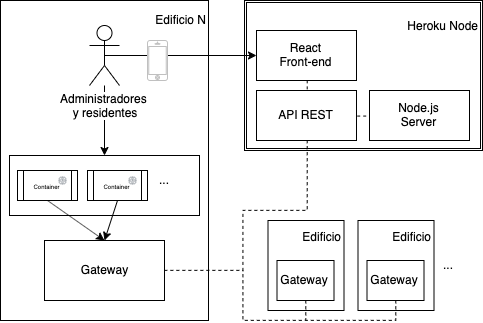 Edificio N
Heroku Node
React
Front-end
Administradores
y residentes
API REST
Node.js
Server
Container
Container
...
Gateway
Edificio
Edificio
Gateway
Gateway
...